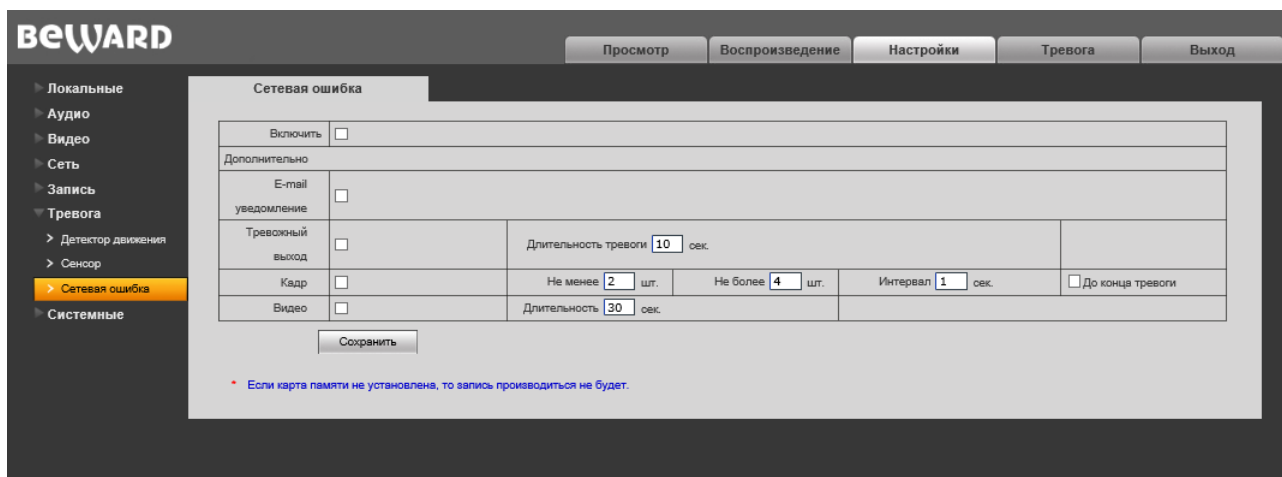 BEWARD
Просмотр Воспроизведение Настройки Тревога Выход
Локальные
Аудио
Видео
Сеть
Запись
Тревога
Детектор движения
Сенсор
Сетевая ошибка
Системные
Сетевая ошибка
Включить
Дополнительно
E-mail
уведомление
Тревожный
выход
Длительность тревоги 10 сек.
Кадр Не менее 2 шт. Не более 4 шт. Интервал 1 сек. До конца тревоги
Видео Длительность 30 сек.
Сохранить
* Если карта памяти не установлена, то запись производиться не будет.